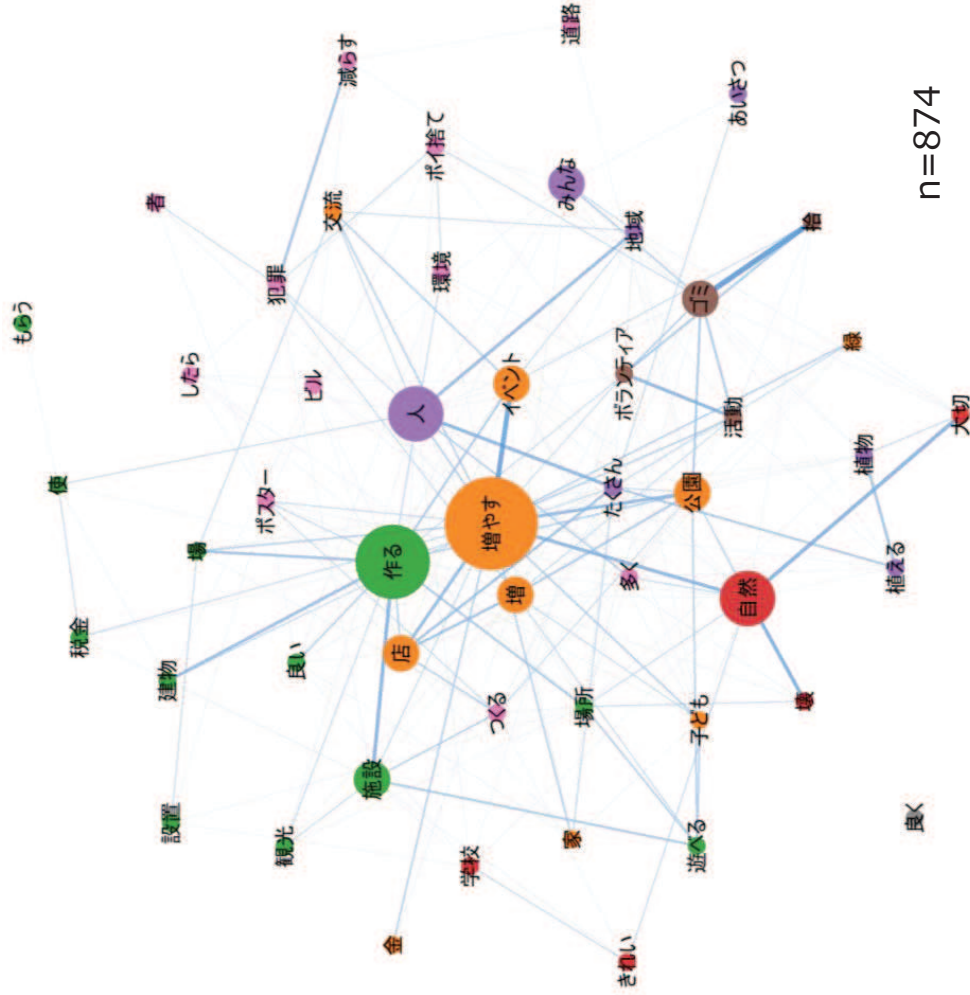 道路
減らす
あいさつ
ポイ捨て
みんな
n=874
者
交流
地域
捨
犯罪
環境
ゴミ
もらう
緑
したら
ビル
イベント
ボランティア
人
活動
大切
植物
使
ポスター
たくさん
公園
増やす
場
作る
植える
多く
増
自然
税金
店
良い
建物
壊
場所
つくる
子ども
施設
良く
設置
家
遊べる
観光
学校
金
きれい